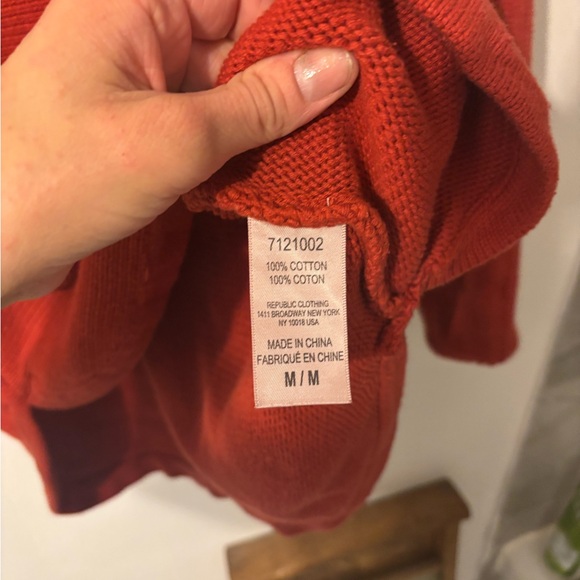 7121002
100% COTTON
100% COTON
REPUBLIC CLOTHING
1411 BROADWAY NEW YORK
NY 10018 USA
MADE IN CHINA
FABRIQUÉ EN CHINE
M / M